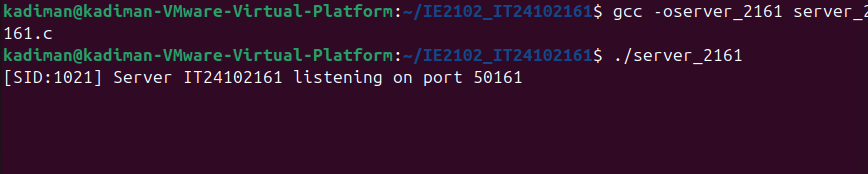 kadiman@kadiman-VMware-Virtual-Platform:~/IE2102_IT24102161$ gcc -oserver_2161 server_2
161.c
kadiman@kadiman-VMware-Virtual-Platform:~/IE2102_IT24102161$ ./server_2161
[SID:1021] Server IT24102161 listening on port 50161